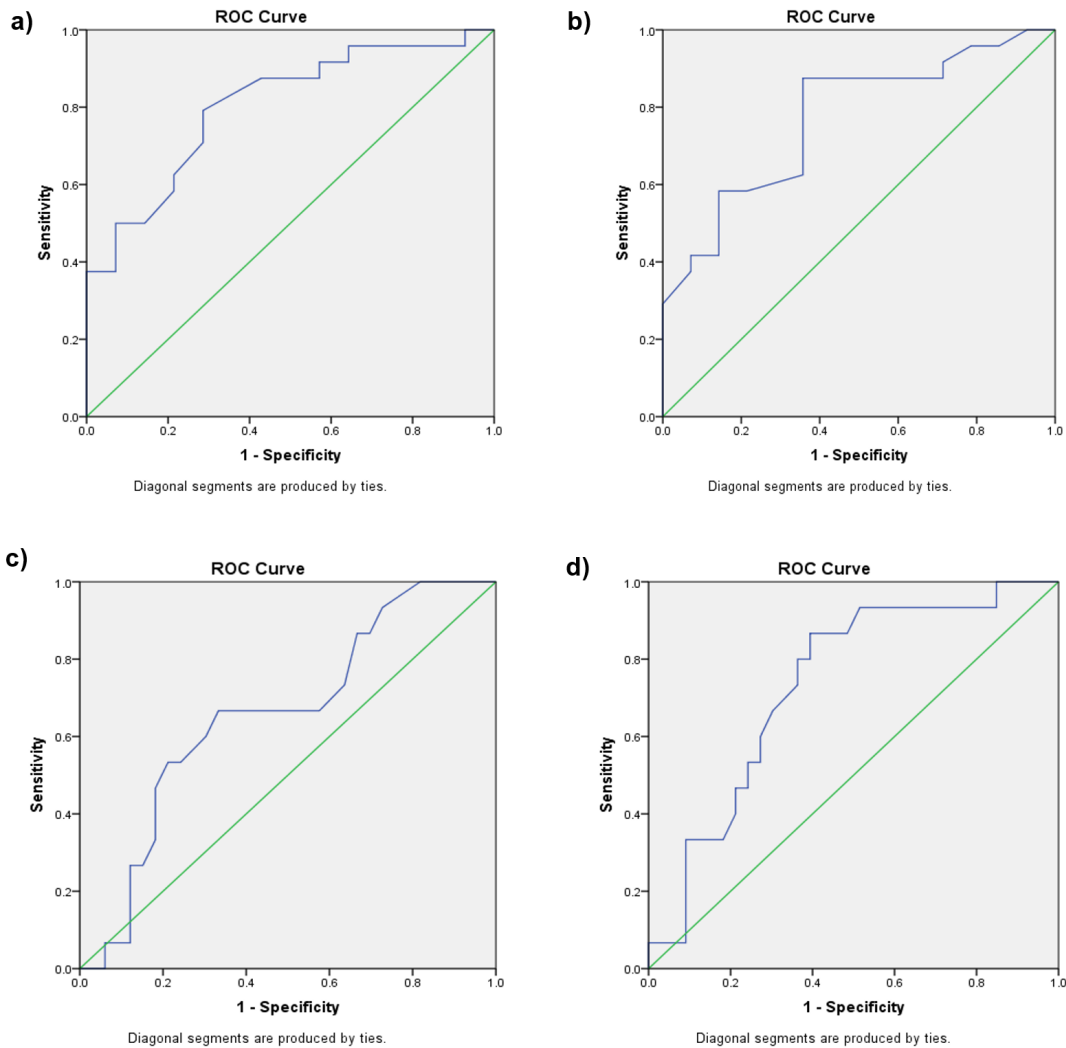 a)
ROC Curve
1.0
0.8
0.6
0.4
0.2
0.0
Sensitivity
0.0 0.2 0.4 0.6 0.8 1.0
1 - Specificity
Diagonal segments are produced by ties.
b)
ROC Curve
1.0
0.8
0.6
0.4
0.2
0.0
Sensitivity
0.0 0.2 0.4 0.6 0.8 1.0
1 - Specificity
Diagonal segments are produced by ties.
c)
ROC Curve
1.0
0.8
0.6
0.4
0.2
0.0
Sensitivity
0.0 0.2 0.4 0.6 0.8 1.0
1 - Specificity
Diagonal segments are produced by ties.
d)
ROC Curve
1.0
0.8
0.6
0.4
0.2
0.0
Sensitivity
0.0 0.2 0.4 0.6 0.8 1.0
1 - Specificity
Diagonal segments are produced by ties.